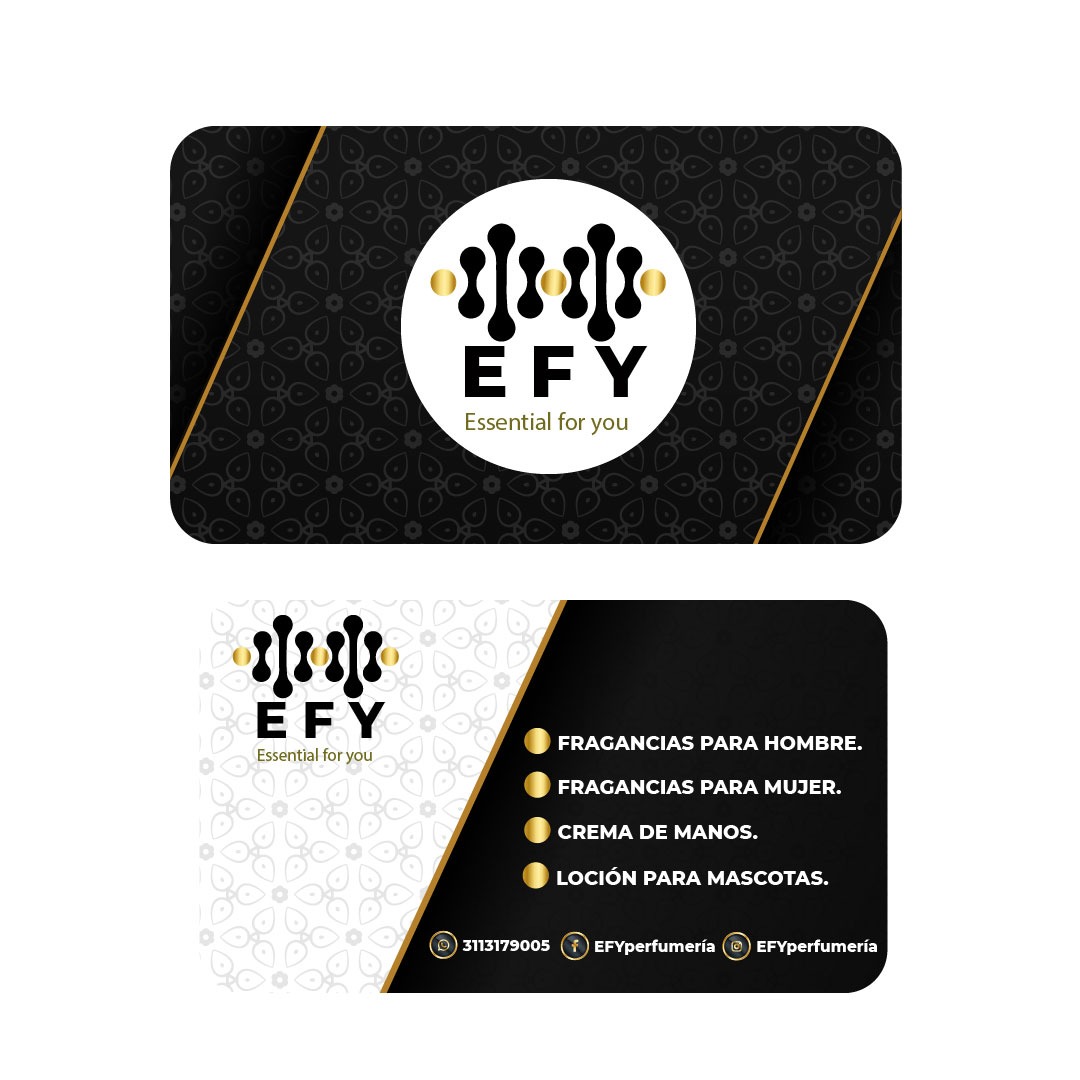 EFY
Essential for you
EFY
Essential for you
FRAGANCIAS PARA HOMBRE.
FRAGANCIAS PARA MUJER.
CREMA DE MANOS.
LOCIÓN PARA MASCOTAS.
3113179005 EFYperfumería EFYperfumería